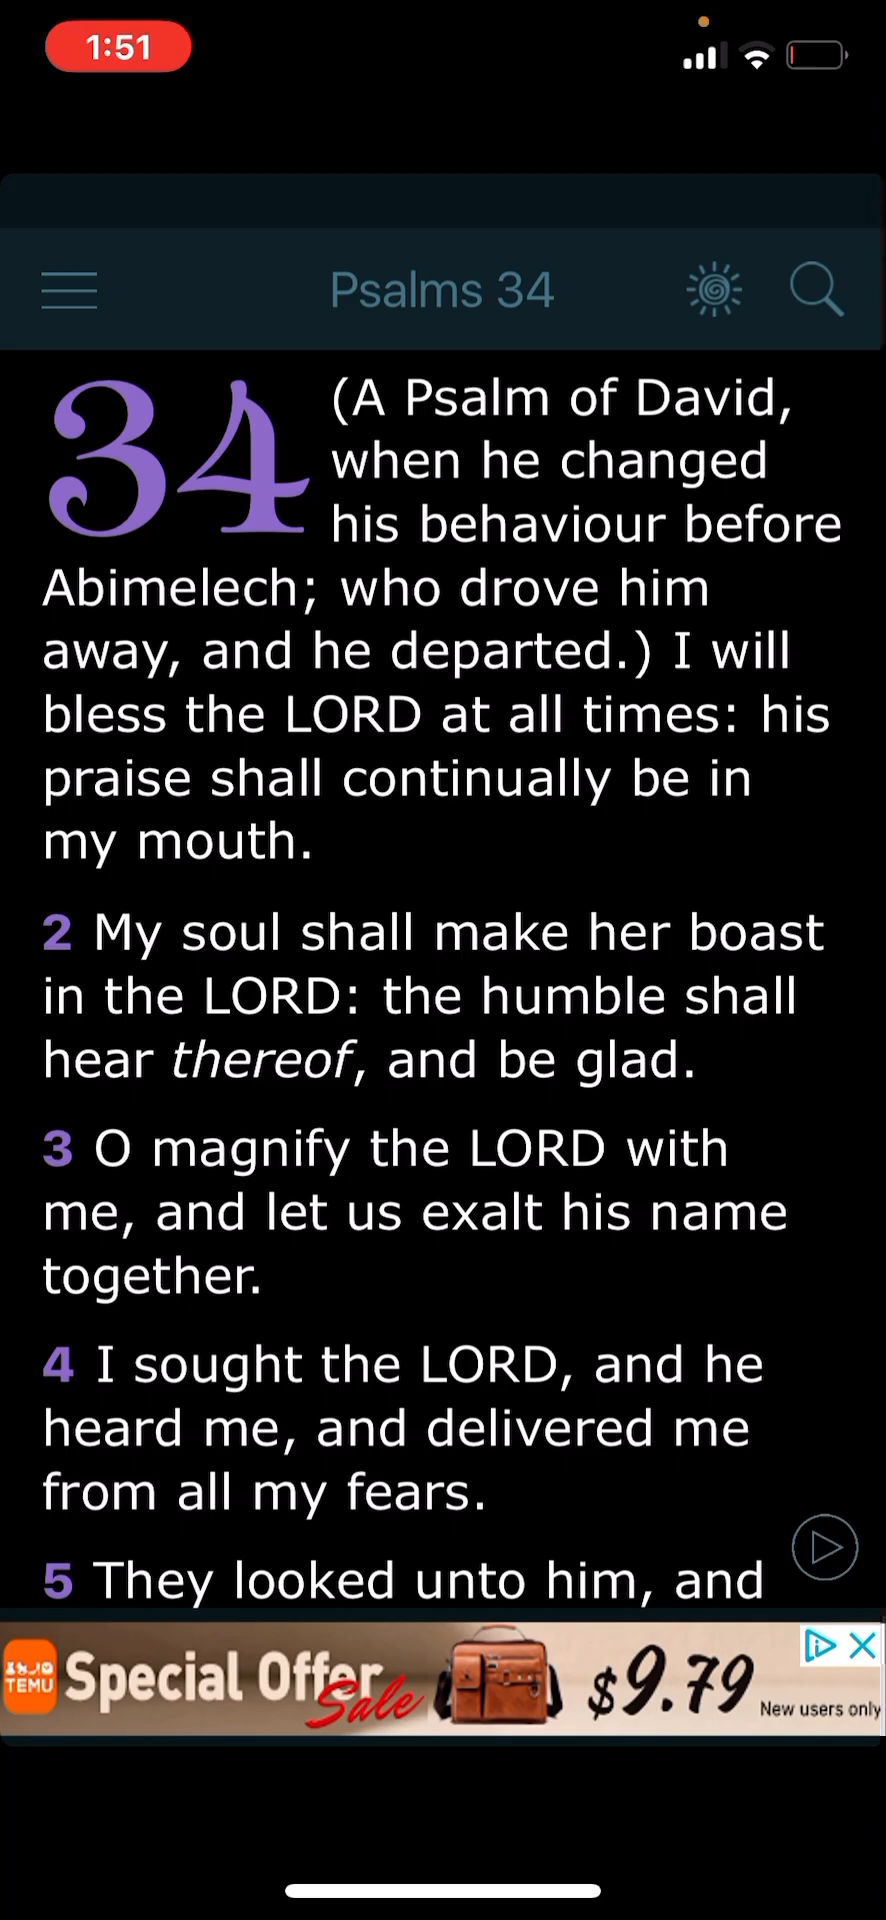 1:51
Psalms 34
34 (A Psalm of David,
when he changed
his behaviour before
Abimelech; who drove him
away, and he departed.) I will
bless the LORD at all times: his
praise shall continually be in
my mouth.
2 My soul shall make her boast
in the LORD: the humble shall
hear thereof, and be glad.
3 O magnify the LORD with
me, and let us exalt his name
together.
4 I sought the LORD, and he
heard me, and delivered me
from all my fears.
5 They looked unto him, and
TEMU
Special Offer
Sale
$9.79
New users only